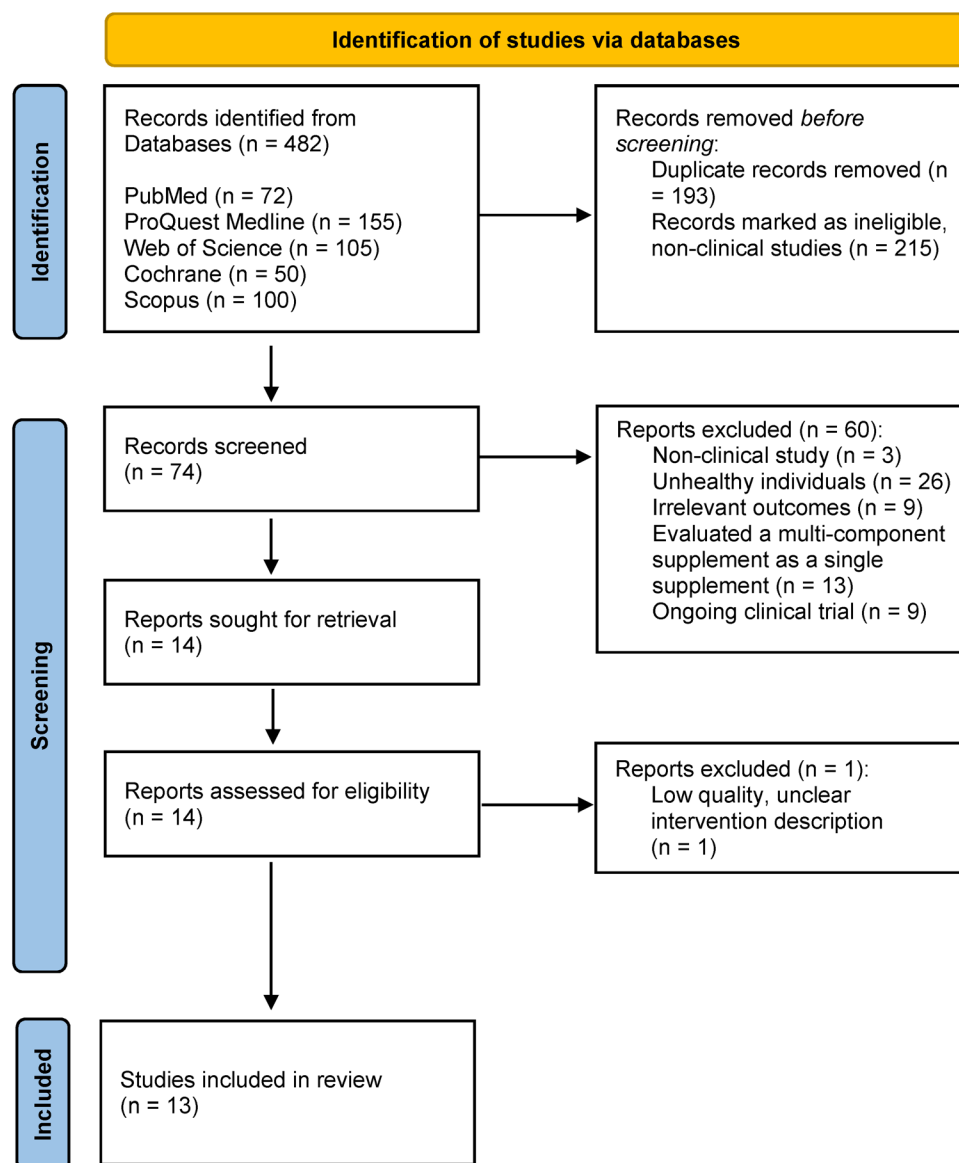 Identification of studies via databases
Identification
Records identified from
Databases (n = 482)
PubMed (n = 72)
ProQuest Medline (n = 155)
Web of Science (n = 105)
Cochrane (n = 50)
Scopus (n = 100)
Records removed before
screening:
Duplicate records removed (n
= 193)
Records marked as ineligible,
non-clinical studies (n = 215)
Screening
Records screened
(n = 74)
Reports excluded (n = 60):
Non-clinical study (n = 3)
Unhealthy individuals (n = 26)
Irrelevant outcomes (n = 9)
Evaluated a multi-component
supplement as a single
supplement (n = 13)
Ongoing clinical trial (n = 9)
Reports sought for retrieval
(n = 14)
Reports assessed for eligibility
(n = 14)
Reports excluded (n = 1):
Low quality, unclear
intervention description
(n = 1)
Included
Studies included in review
(n = 13)